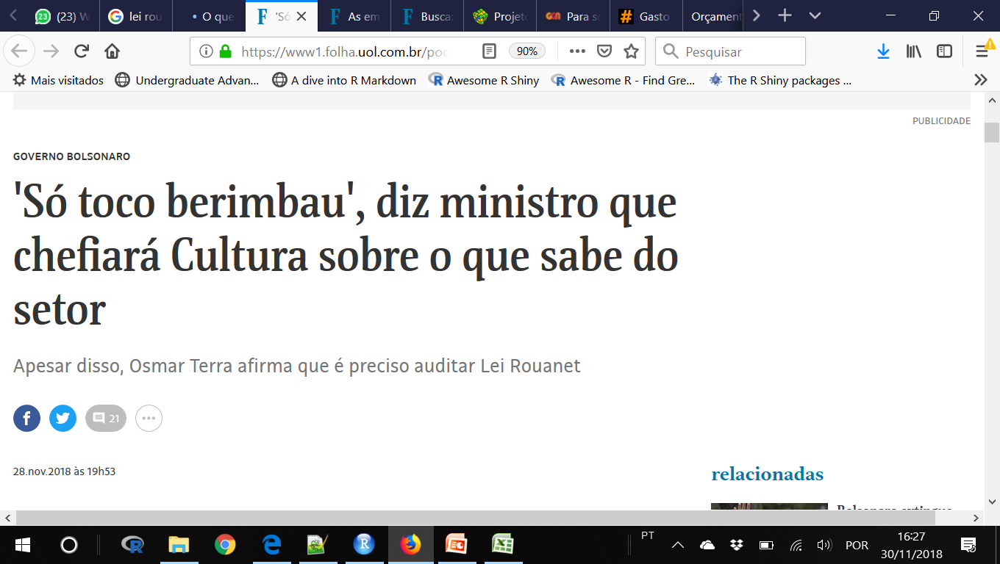 (23) W
lei rou
O que
'Só
As em
Busca
Projet
Para s
Gasto
Orçament
https://www1.folha.uol.com.br/po
90%
Pesquisar
Mais visitados
Undergraduate Advan...
A dive into R Markdown
Awesome R Shiny
Awesome R - Find Gre...
The R Shiny packages ...
PUBLICIDADE
GOVERNO BOLSONARO
'Só toco berimbau', diz ministro que
chefiará Cultura sobre o que sabe do
setor
Apesar disso, Osmar Terra afirma que é preciso auditar Lei Rouanet
21
28.nov.2018 às 19h53
relacionadas
Bolsonaro extingue
PT
POR
16:27
30/11/2018